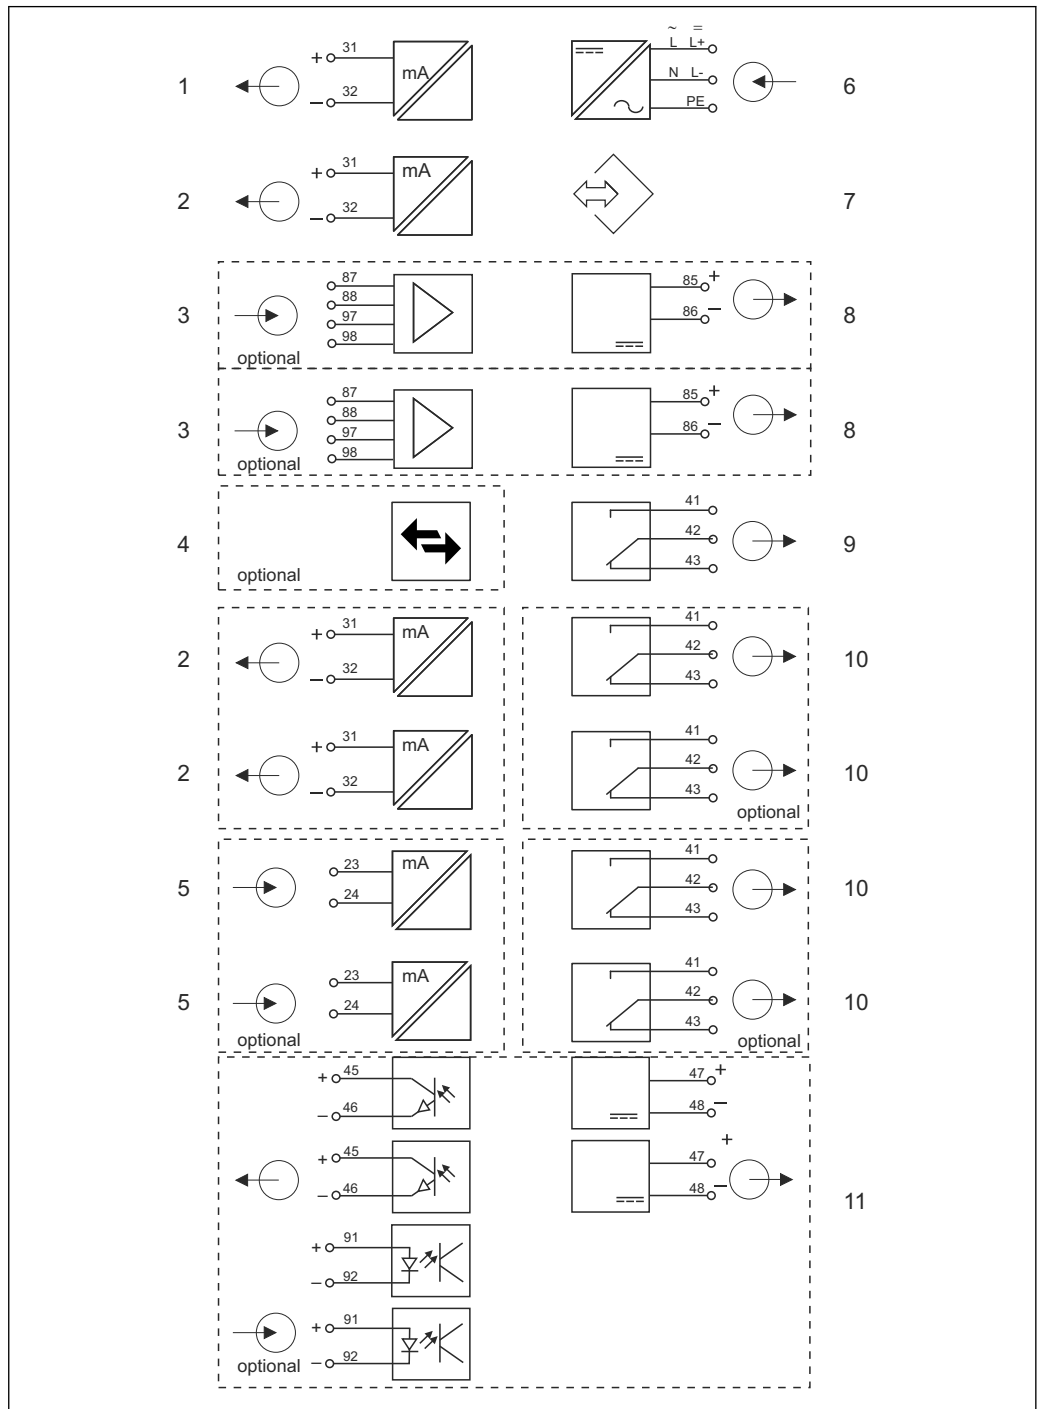 ~ =
1 + 31 mA L L+ 6
− 32 N L-
PE
2 + 31 mA 7
− 32
3 87 85 + 8
88 86 −
97
98
optional
3 87 85 + 8
88 86 −
97
98
optional
4 41 9
42
43
optional
2 + 31 mA 41 10
− 32 42
43
2 + 31 mA 41 10
− 32 42
43
optional
5 23 mA 41 10
24 42
43
5 23 mA 41 10
24 42
43
optional optional
+ 45 47 +
− 46 48 −
+ 45 47 +
− 46 48 −
11
+ 91
− 92
+ 91
− 92
optional